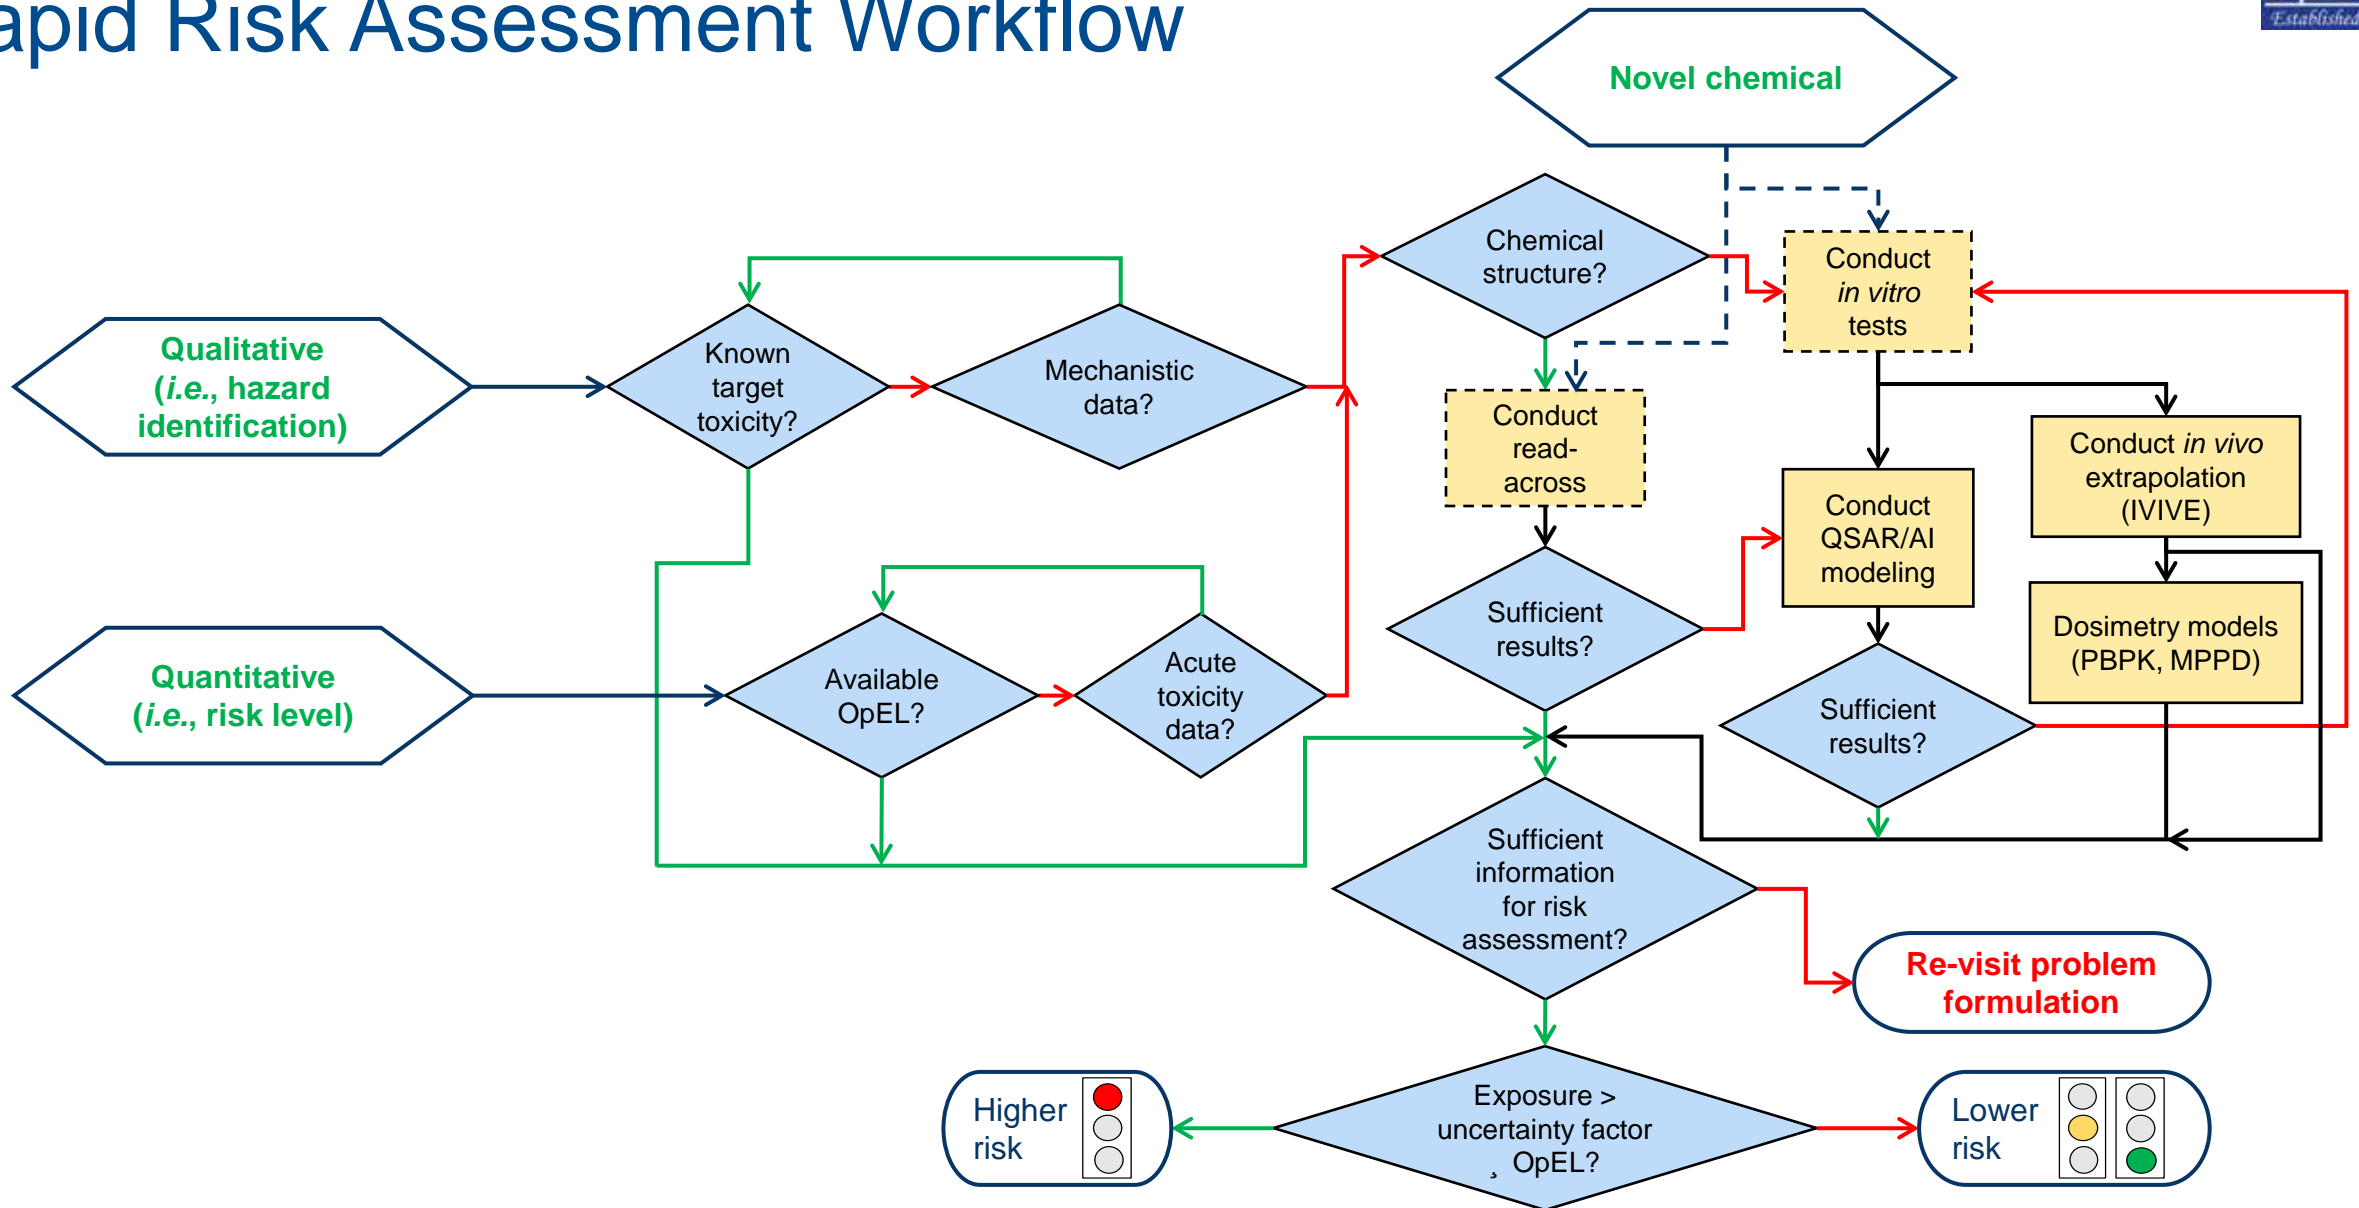 apid Risk Assessment Workflow
Established
Novel chemical
Qualitative
(i.e., hazard
identification)
Known
target
toxicity?
Mechanistic
data?
Chemical
structure?
Conduct
in vitro
tests
Conduct
read-
across
Conduct
QSAR/AI
modeling
Conduct in vivo
extrapolation
(IVIVE)
Dosimetry models
(PBPK, MPPD)
Quantitative
(i.e., risk level)
Available
OpEL?
Acute
toxicity
data?
Sufficient
results?
Sufficient
results?
Sufficient
information
for risk
assessment?
Re-visit problem
formulation
Higher
risk
Exposure >
uncertainty factor
¸ OpEL?
Lower
risk